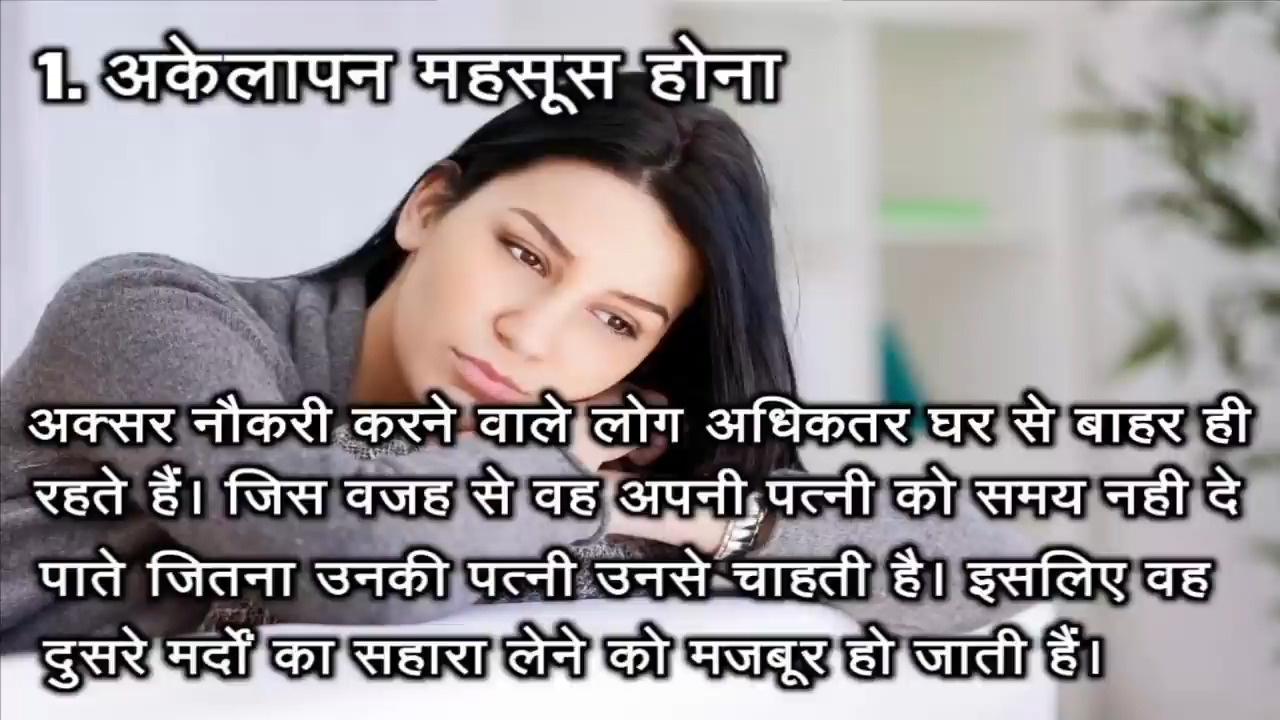 1. अकेलापन महसूस होना
अक्सर नौकरी करने वाले लोग अधिकतर घर से बाहर ही
रहते हैं। जिस वजह से वह अपनी पत्नी को समय नही दे
पाते जितना उनकी पत्नी उनसे चाहती है। इसलिए वह
दुसरे मर्दों का सहारा लेने को मजबूर हो जाती हैं।